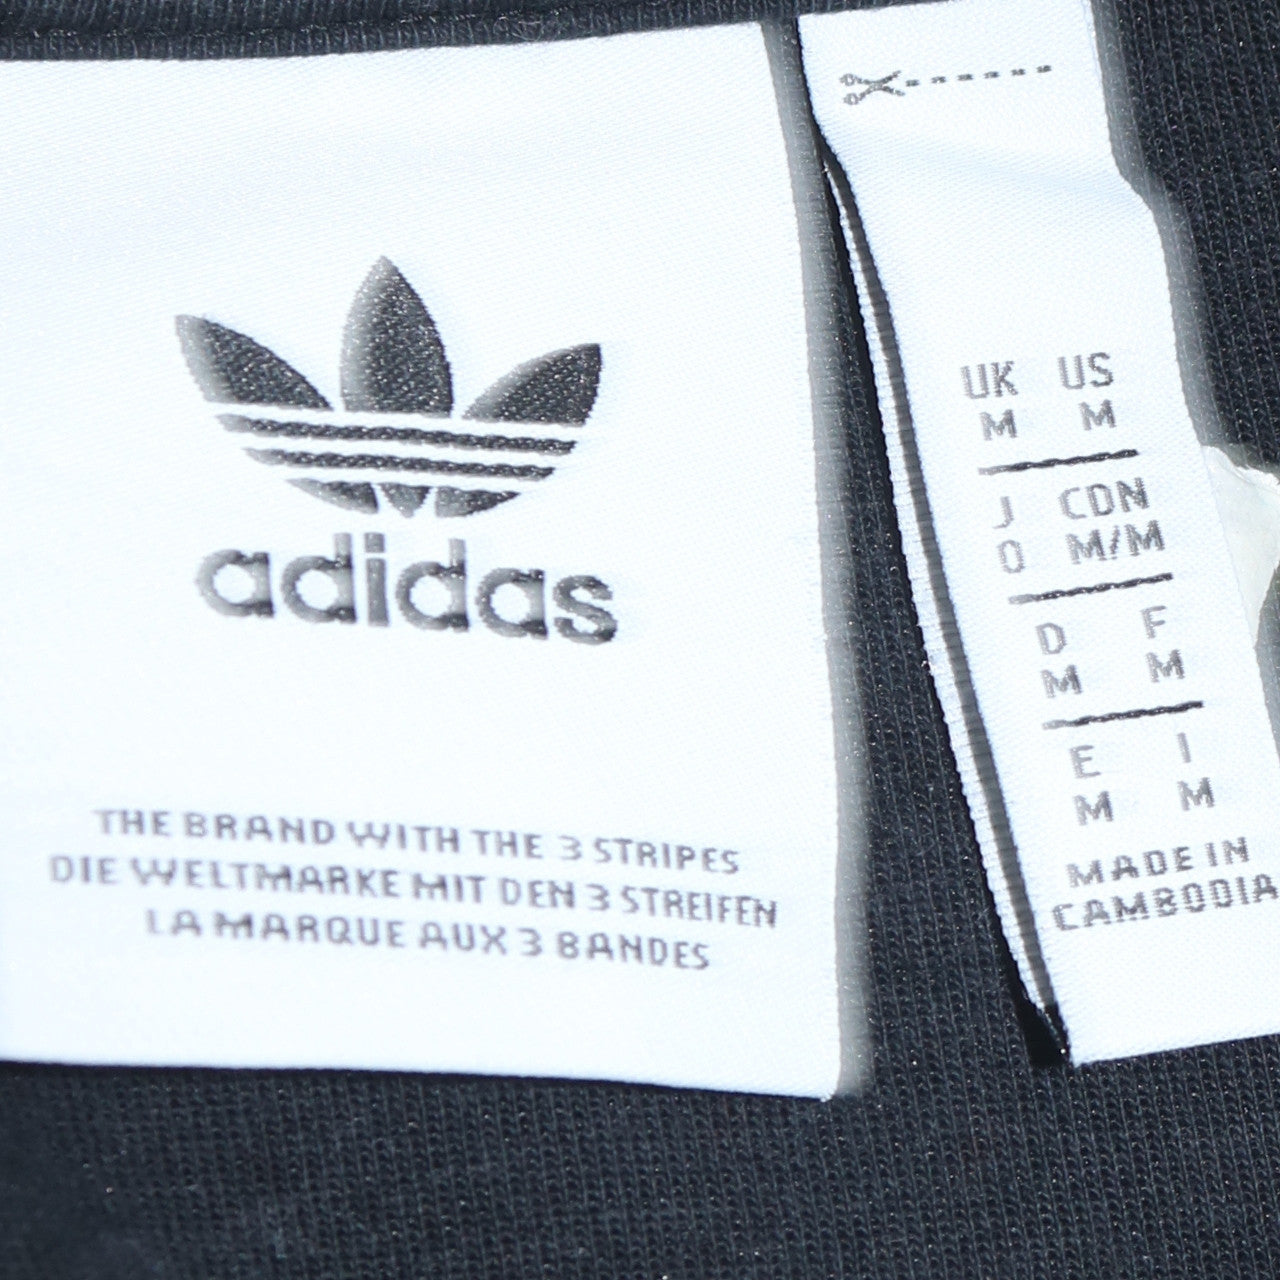 adidas
THE BRAND WITH THE 3 STRIPES
DIE WELTMARKE MIT DEN 3 STREIFEN
LA MARQUE AUX 3 BANDES
UK US
M M
J CDN
O M/M
D F
M M
E I
M M
MADE IN
CAMBODIA